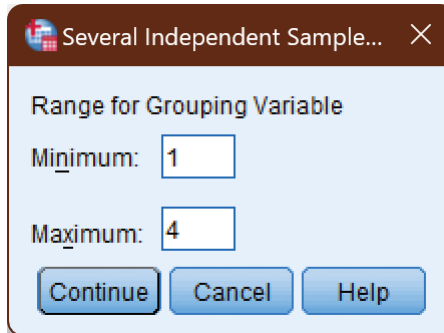 Several Independent Sample...
Range for Grouping Variable
Minimum: 1
Maximum: 4
Continue Cancel Help